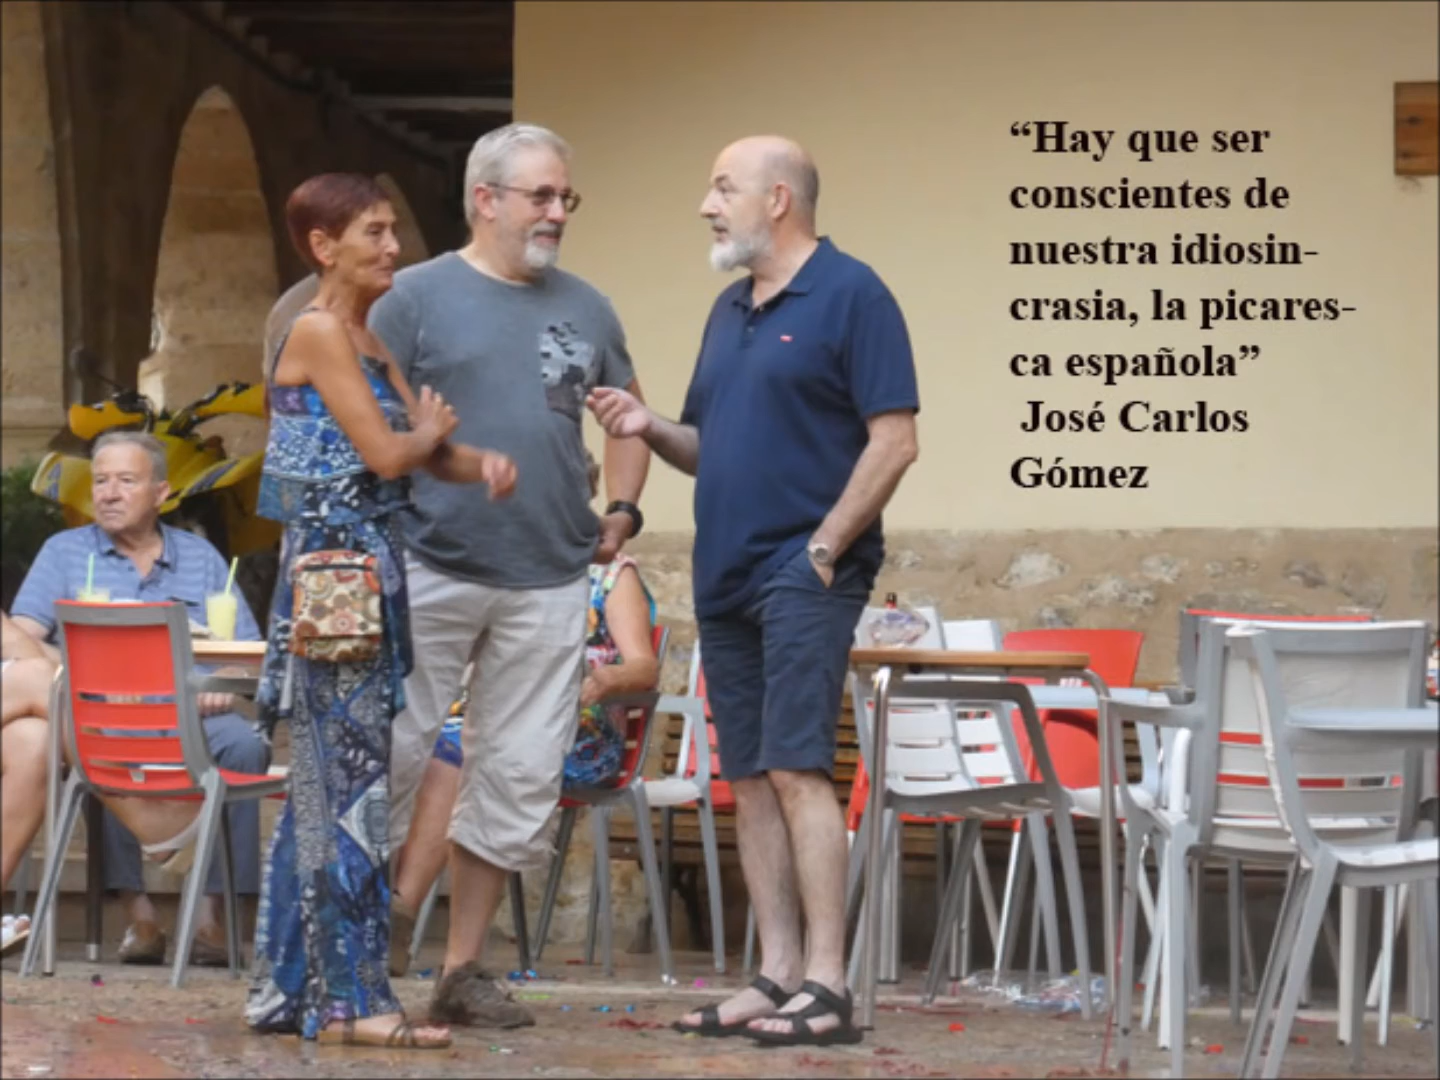 “Hay que ser
conscientes de
nuestra idiosin-
crasia, la picares-
ca española”
José Carlos
Gómez